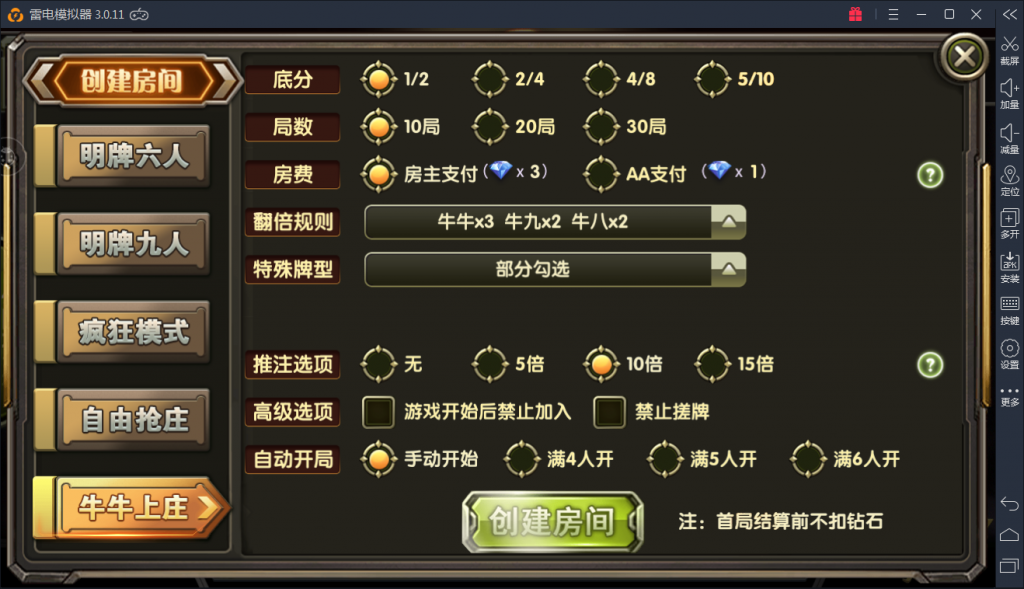 雷电模拟器 3.0.11
创建房间
明牌六人
明牌九人
疯狂模式
自由抢庄
牛牛上庄
底分 1/2 2/4 4/8 5/10
局数 10局 20局 30局
房费 房主支付(x 3) AA支付 (x 1) ?
翻倍规则 牛牛x3 牛九x2 牛八x2
特殊牌型 部分勾选
推注选项 无 5倍 10倍 15倍 ?
高级选项 游戏开始后禁止加入 禁止搓牌
自动开局 手动开始 满4人开 满5人开 满6人开
创建房间 注：首局结算前不扣钻石
截屏
加量
减量
定位
多开
APK
安装
按键
设置
更多